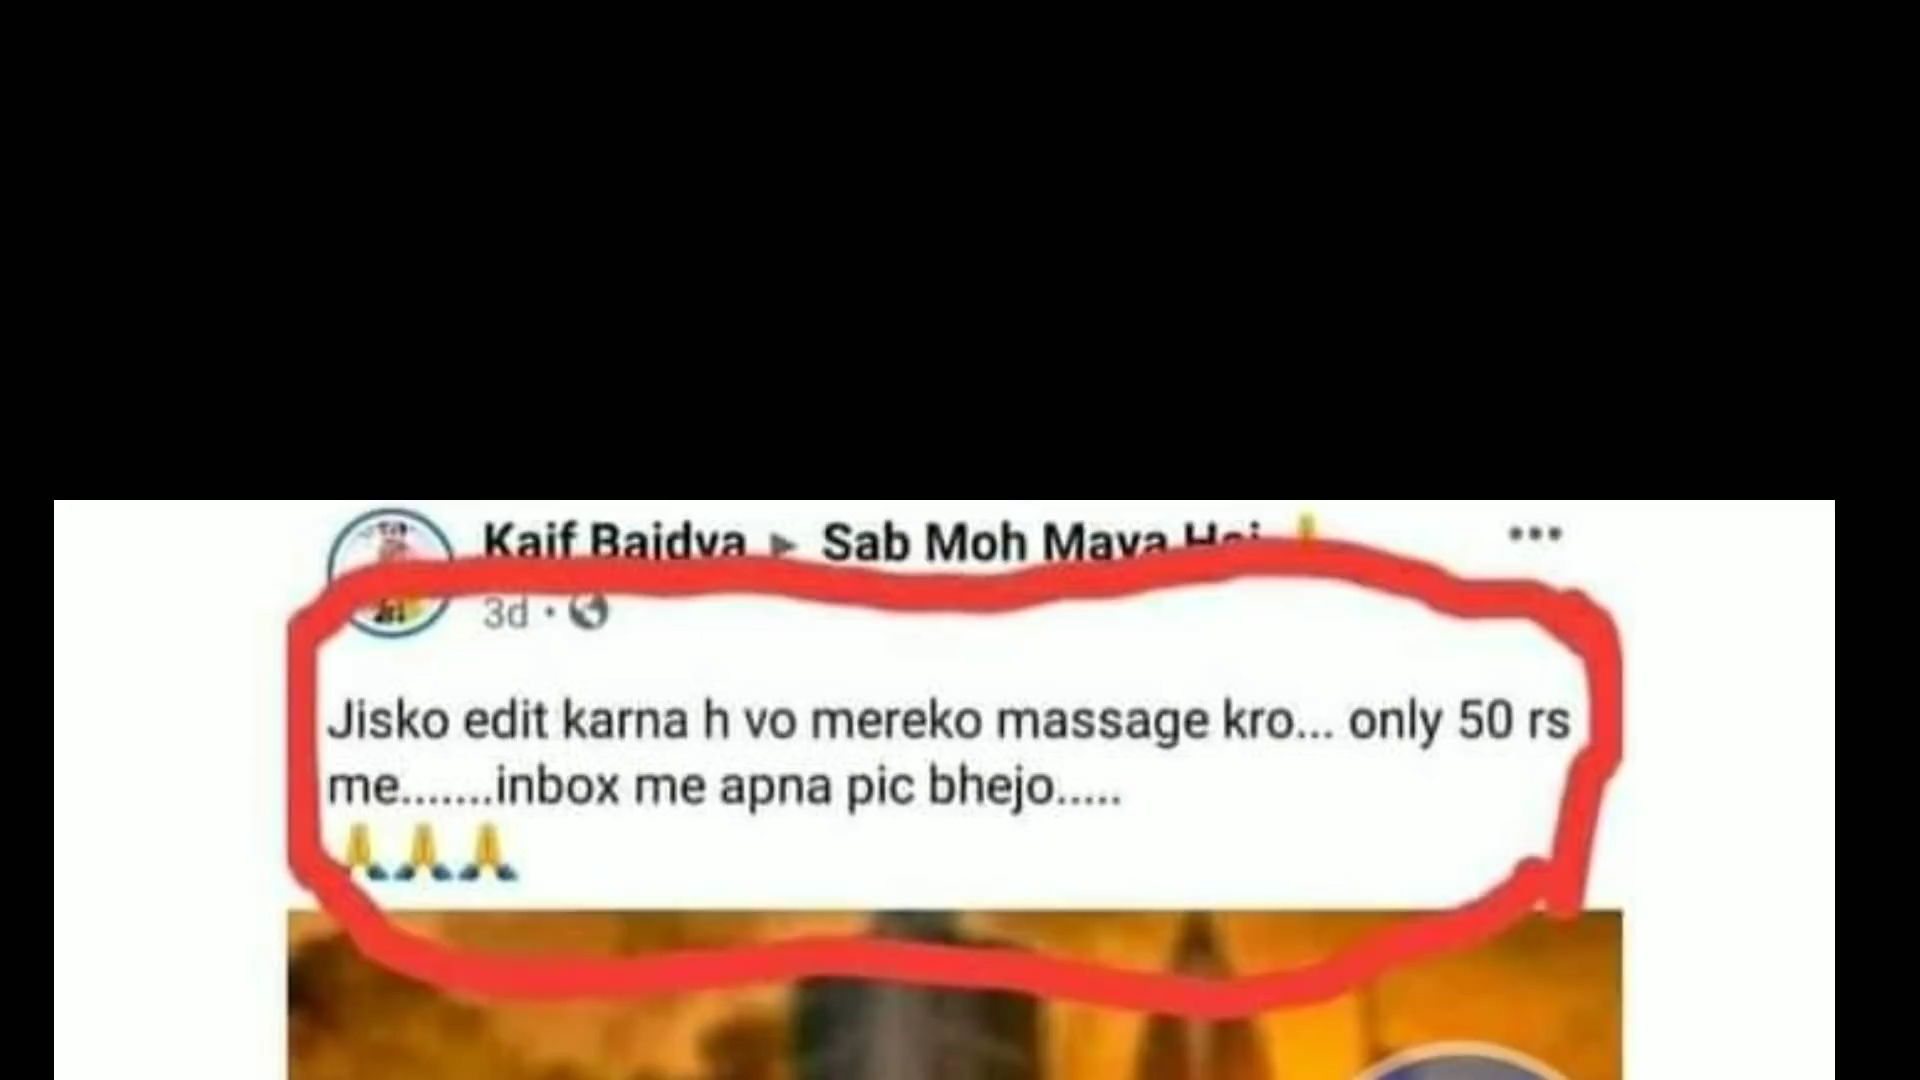 Kaif Baidya ▸ Sab Moh Maya Hai 🙏
3d ·
Jisko edit karna h vo mereko massage kro... only 50 rs
me.......inbox me apna pic bhejo.....
🙏🙏🙏